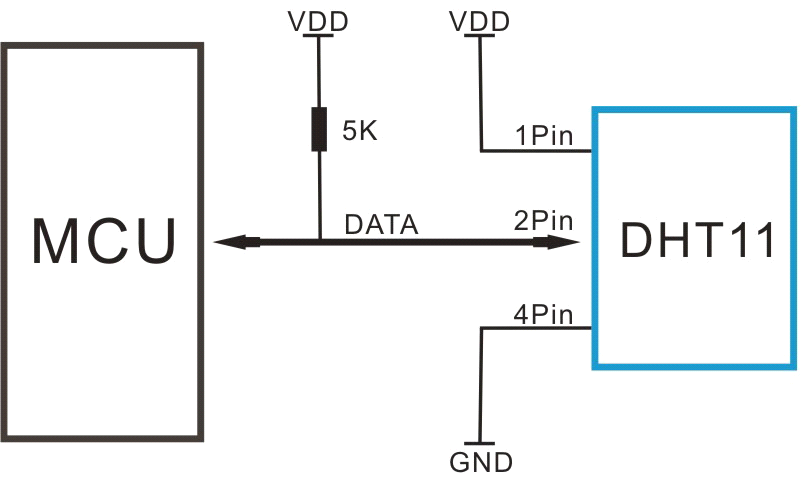 VDD
VDD
5K
1Pin
MCU
DATA
2Pin
DHT11
4Pin
GND